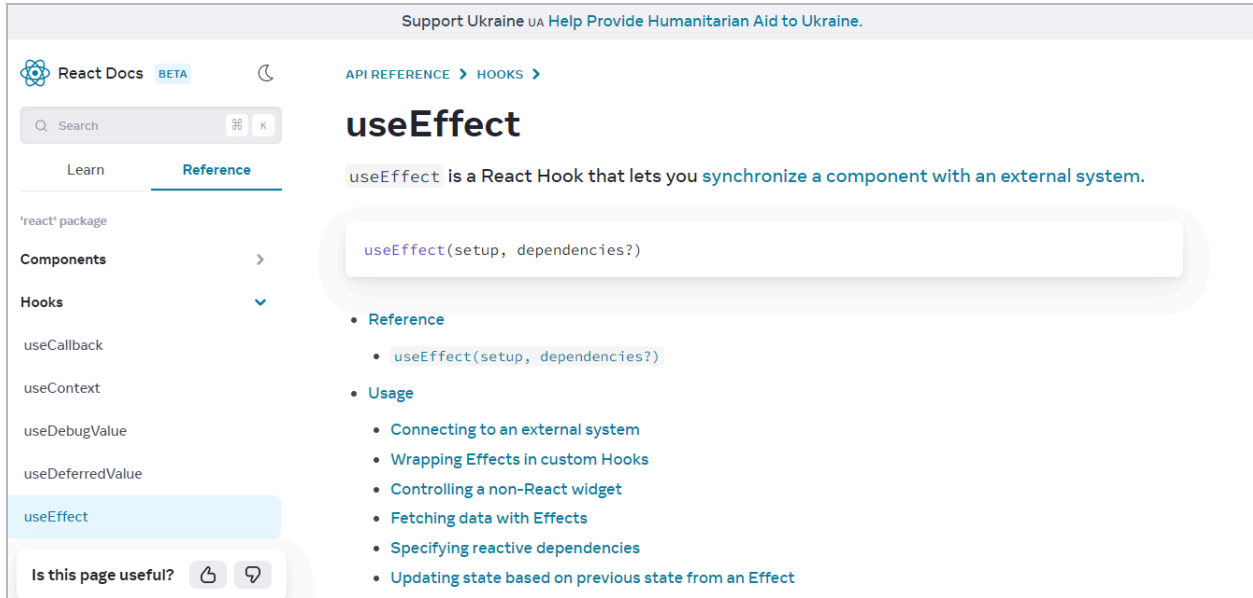 Support Ukraine UA Help Provide Humanitarian Aid to Ukraine.
React Docs BETA
Search ⌘ K
Learn Reference
'react' package
Components
Hooks
useCallback
useContext
useDebugValue
useDeferredValue
useEffect
Is this page useful?
API REFERENCE HOOKS
useEffect
useEffect is a React Hook that lets you synchronize a component with an external system.
useEffect(setup, dependencies?)
• Reference
• useEffect(setup, dependencies?)
• Usage
• Connecting to an external system
• Wrapping Effects in custom Hooks
• Controlling a non-React widget
• Fetching data with Effects
• Specifying reactive dependencies
• Updating state based on previous state from an Effect